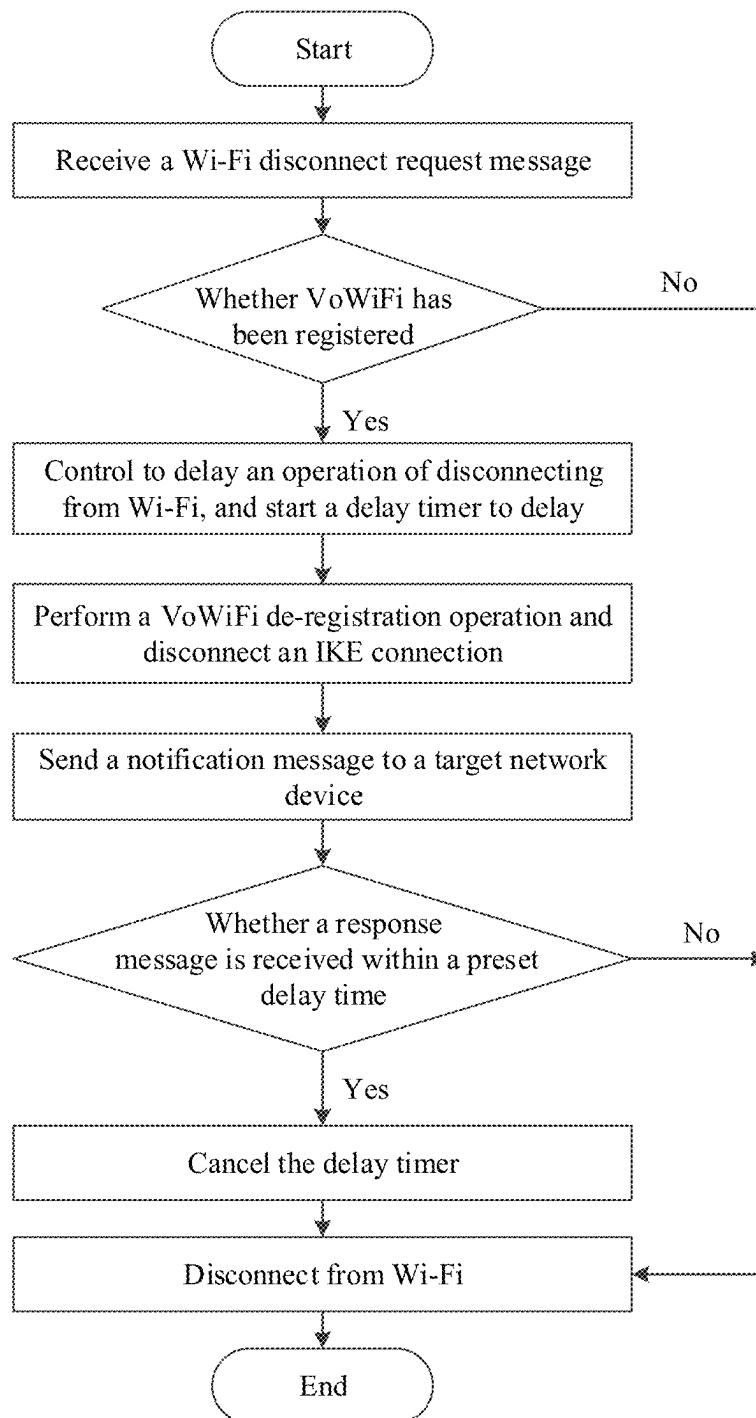 Start
Receive a Wi-Fi disconnect request message
Whether VoWiFi has
been registered
No
Yes
Control to delay an operation of disconnecting
from Wi-Fi, and start a delay timer to delay
Perform a VoWiFi de-registration operation and
disconnect an IKE connection
Send a notification message to a target network
device
Whether a response
message is received within a preset
delay time
No
Yes
Cancel the delay timer
Disconnect from Wi-Fi
End